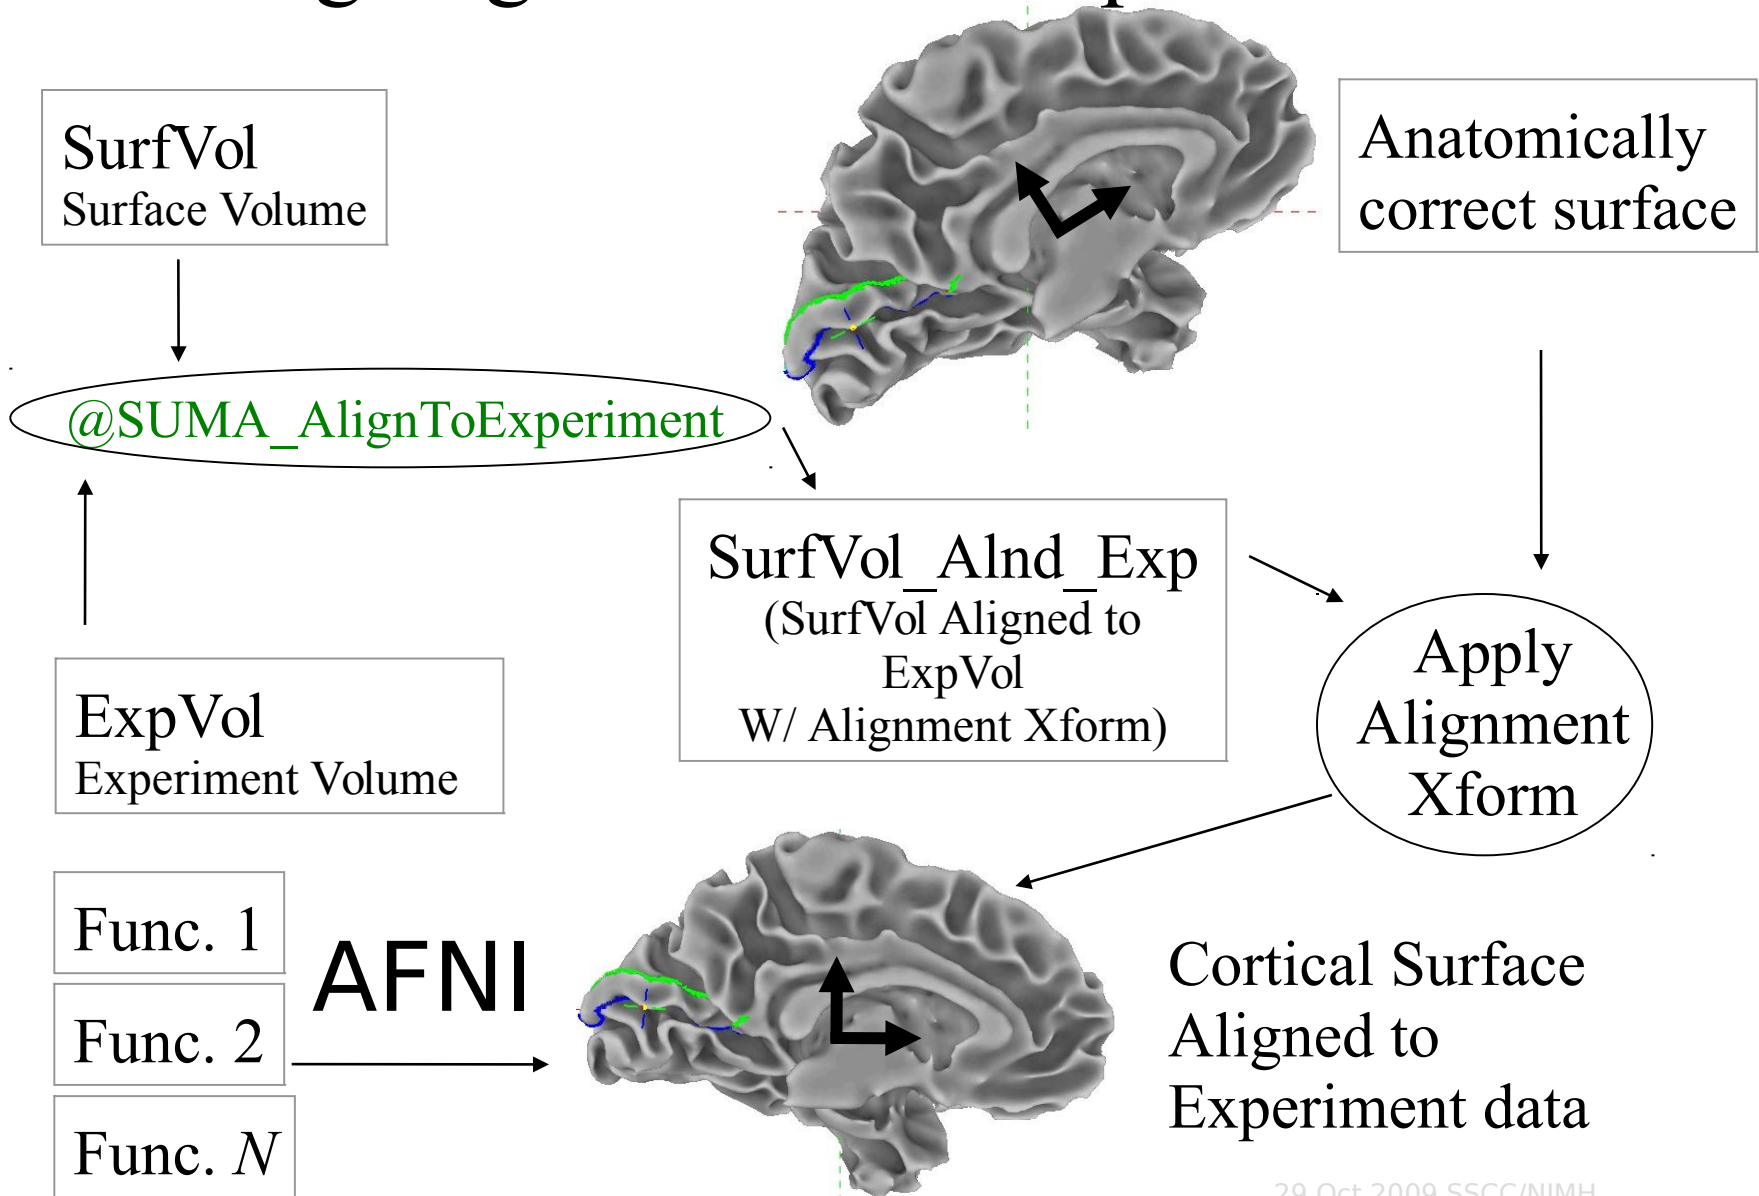 SurfVol
Surface Volume
Anatomically
correct surface
@SUMA_AlignToExperiment
SurfVol_Alnd_Exp
(SurfVol Aligned to
ExpVol
W/ Alignment Xform)
Apply
Alignment
Xform
ExpVol
Experiment Volume
Func. 1
Func. 2
Func. N
AFNI
Cortical Surface
Aligned to
Experiment data
29 Oct 2009 SSCC/NIMH